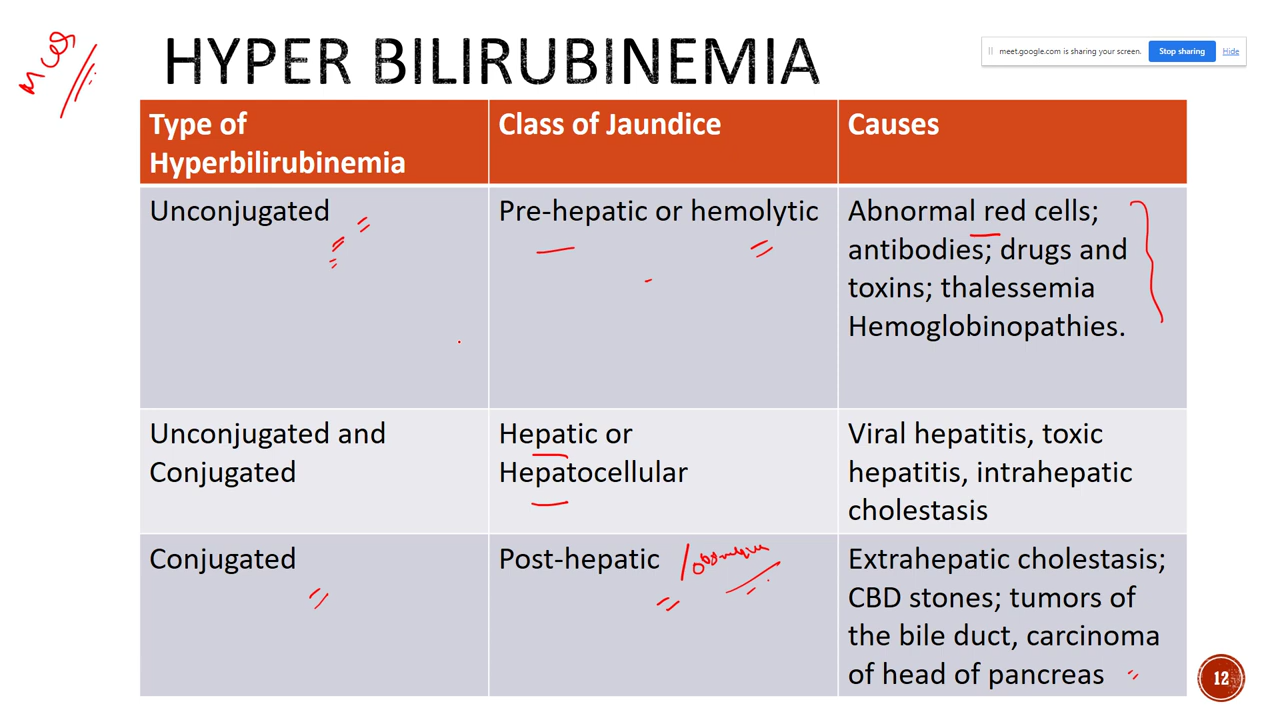 HYPER BILIRUBINEMIA
meet.google.com is sharing your screen.
Stop sharing
Hide
Type of
Hyperbilirubinemia
Class of Jaundice
Causes
Unconjugated
Pre-hepatic or hemolytic
Abnormal red cells;
antibodies; drugs and
toxins; thalessemia
Hemoglobinopathies.
Unconjugated and
Conjugated
Hepatic or
Hepatocellular
Viral hepatitis, toxic
hepatitis, intrahepatic
cholestasis
Conjugated
Post-hepatic
Extrahepatic cholestasis;
CBD stones; tumors of
the bile duct, carcinoma
of head of pancreas
12